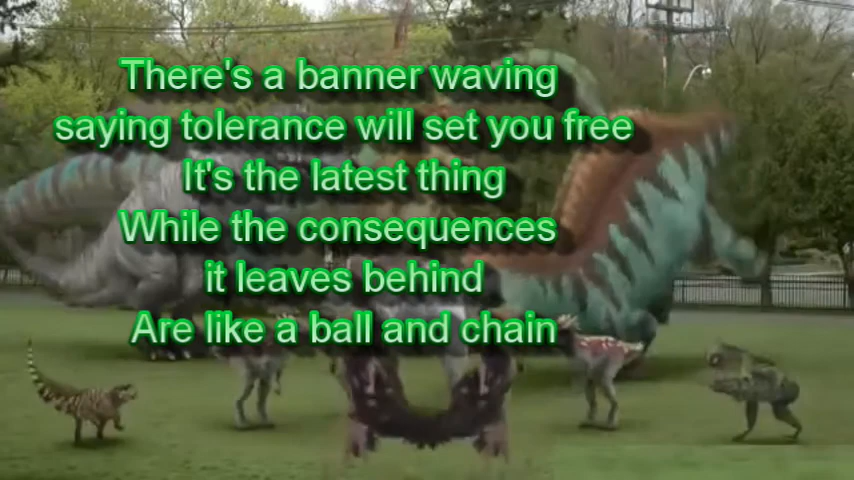 There's a banner waving
saying tolerance will set you free
It's the latest thing
While the consequences
it leaves behind
Are like a ball and chain